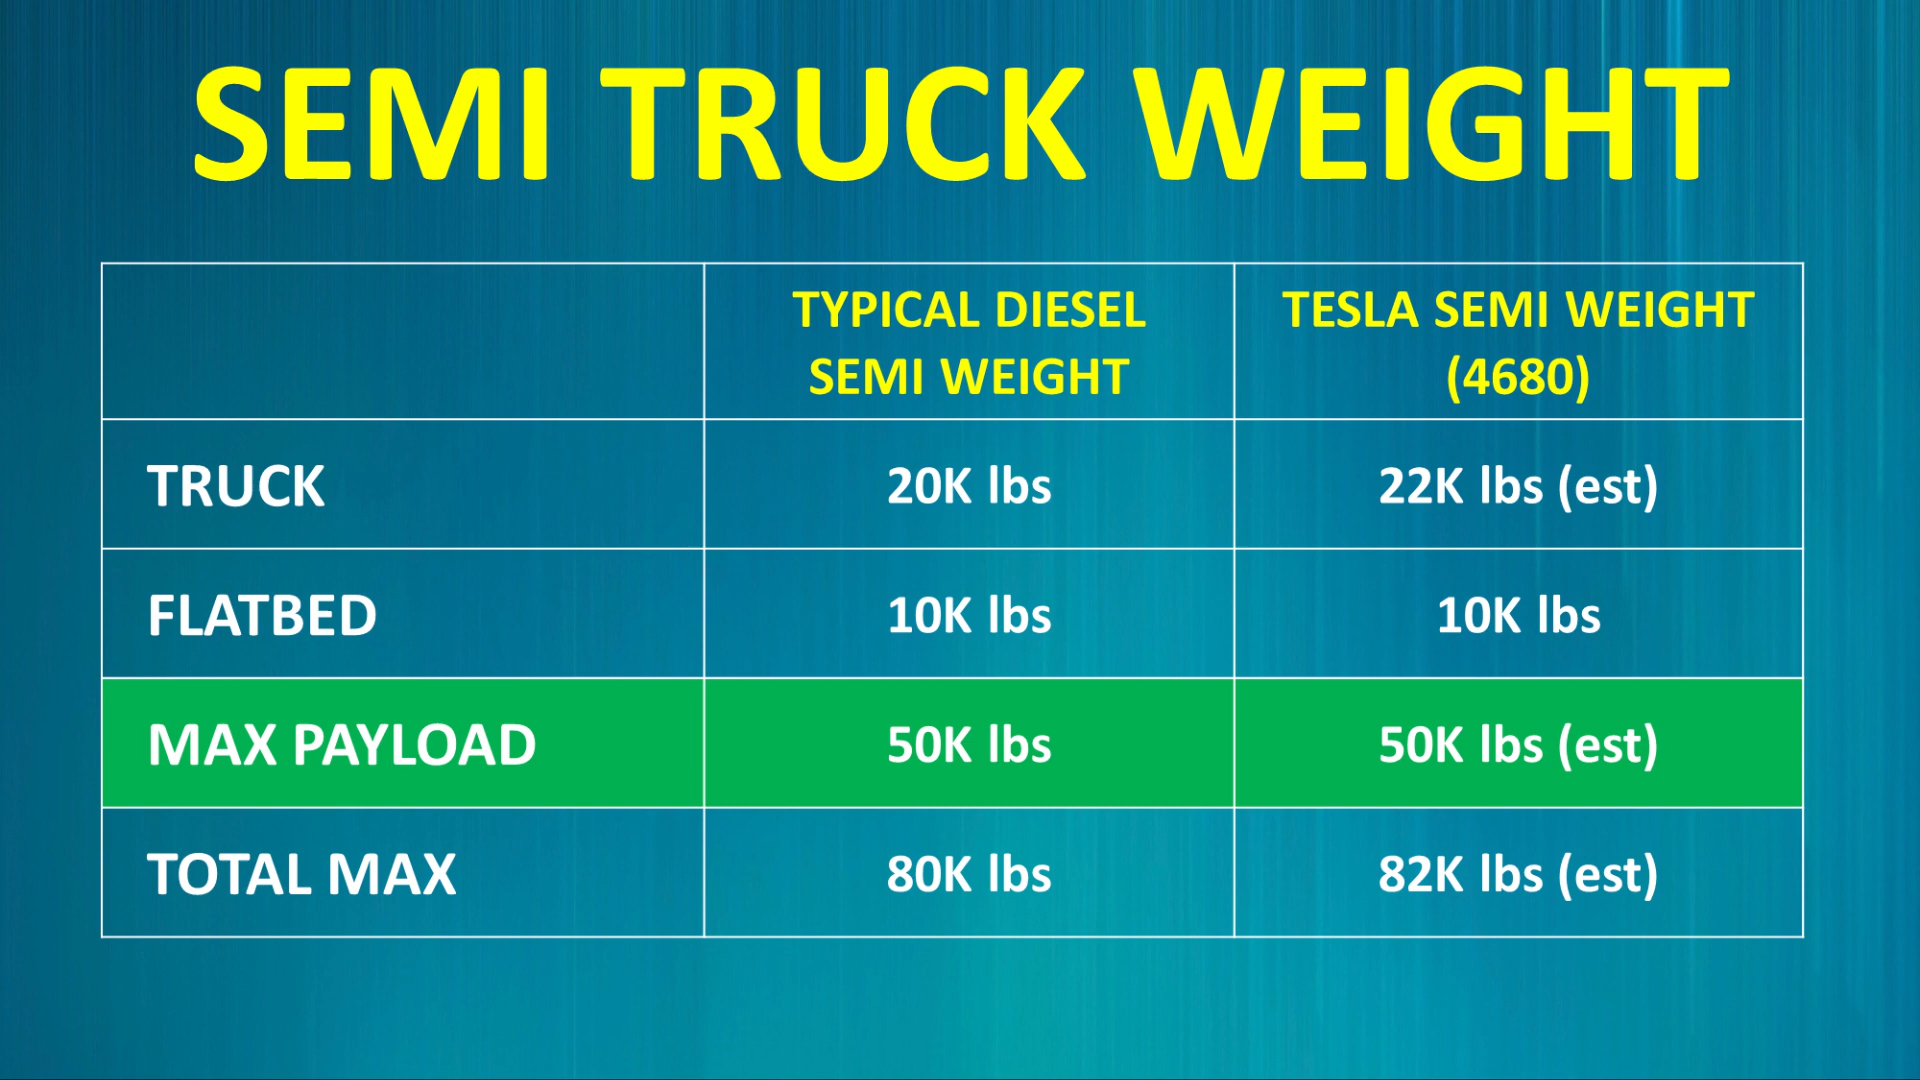 SEMI TRUCK WEIGHT
TYPICAL DIESEL
SEMI WEIGHT
TESLA SEMI WEIGHT
(4680)
TRUCK
20K lbs
22K lbs (est)
FLATBED
10K lbs
10K lbs
MAX PAYLOAD
50K lbs
50K lbs (est)
TOTAL MAX
80K lbs
82K lbs (est)